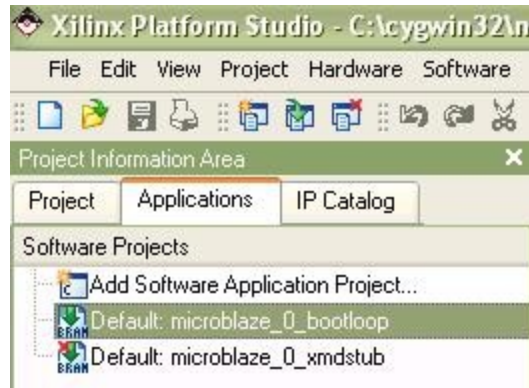 Xilinx Platform Studio - C:\cygwin32\
File Edit View Project Hardware Software
Project Information Area
Project Applications IP Catalog
Software Projects
Add Software Application Project...
BRAM Default: microblaze_0_bootloop
BRAM Default: microblaze_0_xmdstub